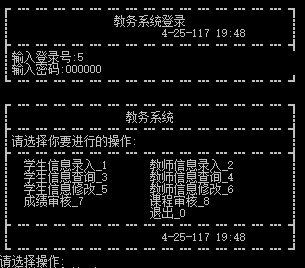 教务系统登录
4-25-117 19:48
输入登录号:5
输入密码:000000
教务系统
请选择你要进行的操作:
学生信息录入_1 教师信息录入_2
学生信息查询_3 教师信息查询_4
学生信息修改_5 教师信息修改_6
成绩审核_7 课程审核_8
退出_0
4-25-117 19:48
请选择操作: